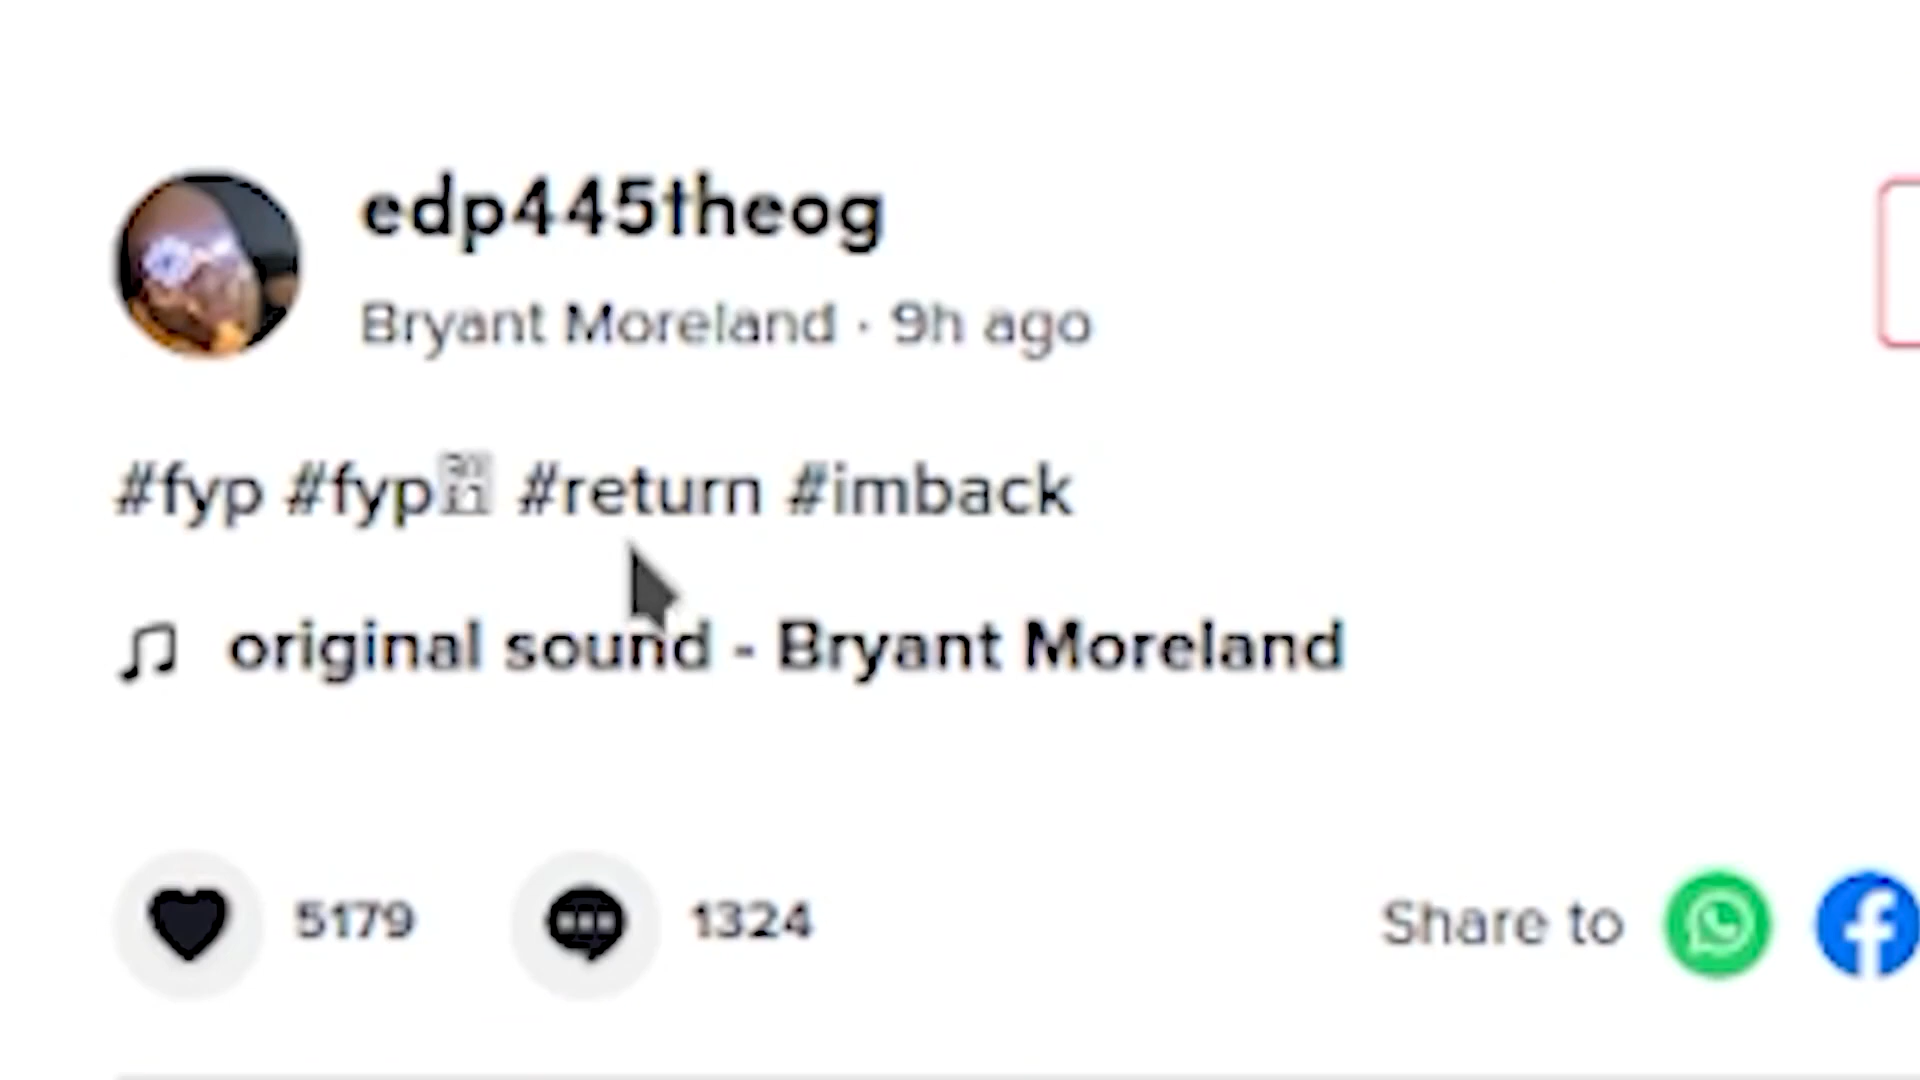 edp445theog
Bryant Moreland · 9h ago
#fyp #fyp #return #imback
original sound - Bryant Moreland
5179
1324
Share to